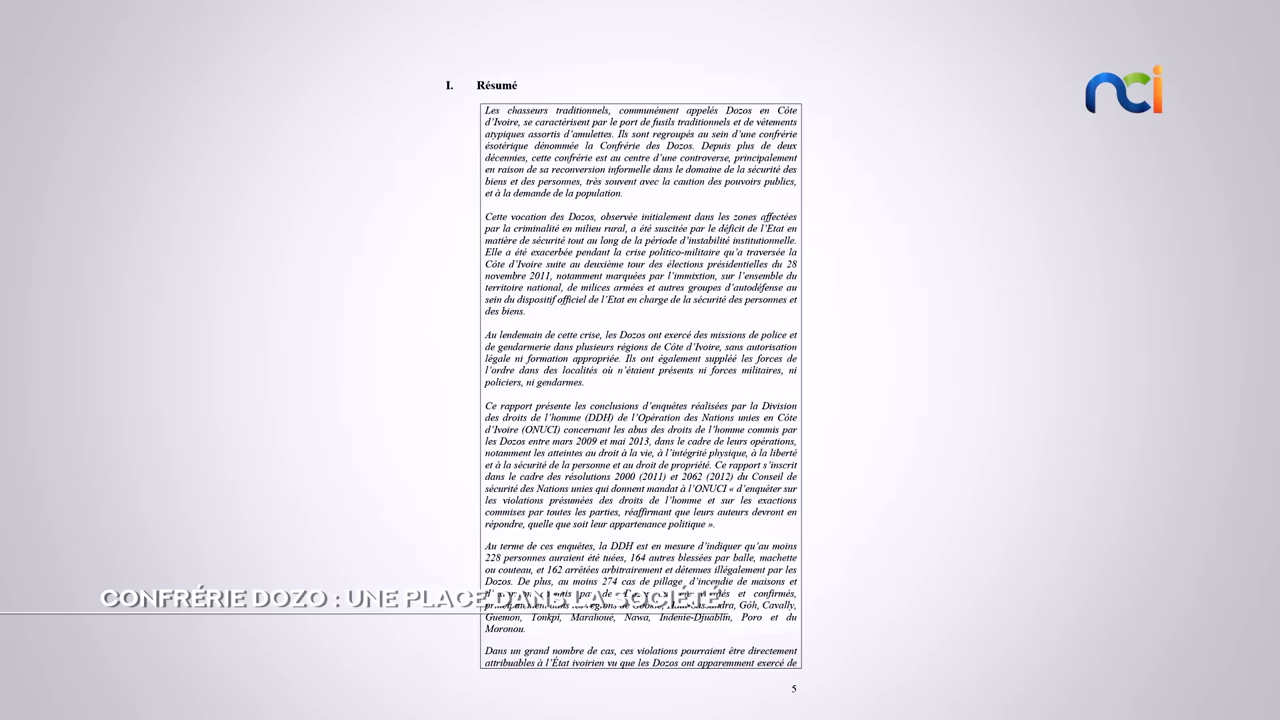 nci
I. Résumé
Les chasseurs traditionnels, communément appelés Dozos en Côte
d'Ivoire, se caractérisent par le port de fusils traditionnels et de vêtements
atypiques assortis d'amulettes. Ils sont regroupés au sein d'une confrérie
ésotérique dénommée la Confrérie des Dozos. Depuis plus de deux
décennies, cette confrérie est au centre d'une controverse, principalement
en raison de sa reconversion informelle dans le domaine de la sécurité des
biens et des personnes, très souvent avec la caution des pouvoirs publics,
et à la demande de la population.
Cette vocation des Dozos, observée initialement dans les zones affectées
par la criminalité en milieu rural, a été suscitée par le déficit de l'Etat en
matière de sécurité tout au long de la période d'instabilité institutionnelle.
Elle a été exacerbée pendant la crise politico-militaire qu'a traversée la
Côte d'Ivoire suite au deuxième tour des élections présidentielles du 28
novembre 2011, notamment marquées par l'immixtion, sur l'ensemble du
territoire national, de milices armées et autres groupes d'autodéfense au
sein du dispositif officiel de l'Etat en charge de la sécurité des personnes et
des biens.
Au lendemain de cette crise, les Dozos ont exercé des missions de police et
de gendarmerie dans plusieurs régions de Côte d'Ivoire, sans autorisation
légale ni formation appropriée. Ils ont également suppléé les forces de
l'ordre dans des localités où n'étaient présents ni forces militaires, ni
policiers, ni gendarmes.
Ce rapport présente les conclusions d'enquêtes réalisées par la Division
des droits de l'homme (DDH) de l'Opération des Nations unies en Côte
d'Ivoire (ONUCI) concernant les abus des droits de l'homme commis par
les Dozos entre mars 2009 et mai 2013, dans le cadre de leurs opérations,
notamment les atteintes au droit à la vie, à l'intégrité physique, à la liberté
et à la sécurité de la personne et au droit de propriété. Ce rapport s'inscrit
dans le cadre des résolutions 2000 (2011) et 2062 (2012) du Conseil de
sécurité des Nations unies qui donnent mandat à l'ONUCI « d'enquêter sur
les violations présumées des droits de l'homme et sur les exactions
commises par toutes les parties, réaffirmant que leurs auteurs devront en
répondre, quelle que soit leur appartenance politique ».
Au terme de ces enquêtes, la DDH est en mesure d'indiquer qu'au moins
228 personnes auraient été tuées, 164 autres blessées par balle, machette
ou couteau, et 162 arrêtées arbitrairement et détenues illégalement par les
Dozos. De plus, au moins 274 cas de pillage, d'incendie de maisons et
et confirmés,
principalement dans les régions de Haut-Sassandra, Gôh, Cavally,
Guemon, Tonkpi, Marahoué, Nawa, Indenié-Djuablin, Poro et du
Moronou.
Dans un grand nombre de cas, ces violations pourraient être directement
attribuables à l'État ivoirien vu que les Dozos ont apparemment exercé de
CONFRÉRIE DOZO : UNE PLACE DANS LA SOCIÉTÉ
5